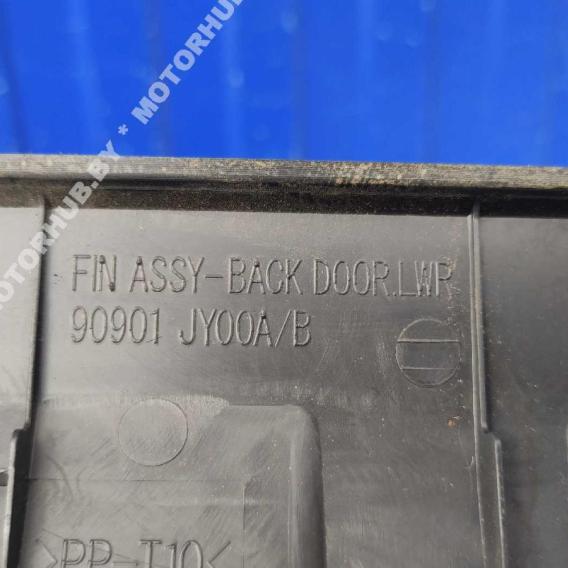 MOTORHUB.BY * MOTORHUB
FIN ASSY-BACK DOOR.LWR
90901 JY00A/B
>PP-T10<